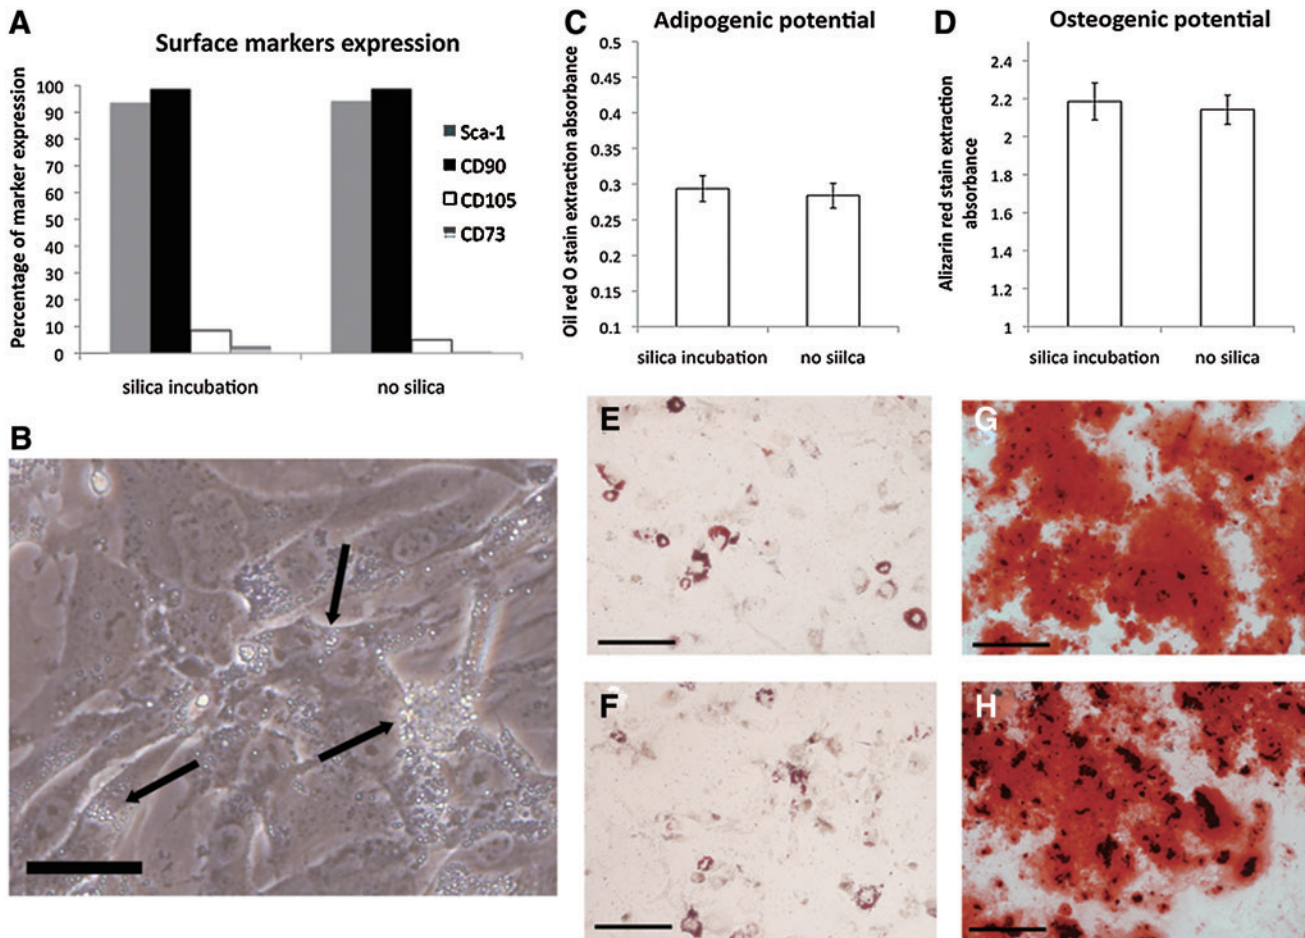 A
Surface markers expression
Percentage of marker expression
100
90
80
70
60
50
40
30
20
10
0
Sca-1
CD90
CD105
CD73
silica incubation
no silica
B
C
Adipogenic potential
Oil red O stain extraction absorbance
0.5
0.45
0.4
0.35
0.3
0.25
0.2
0.15
0.1
silica incubation
no siilca
D
Osteogenic potential
Alizarin red stain extraction
absorbance
2.4
2.2
2
1.8
1.6
1.4
1.2
1
silica incubation
no silica
E
G
F
H